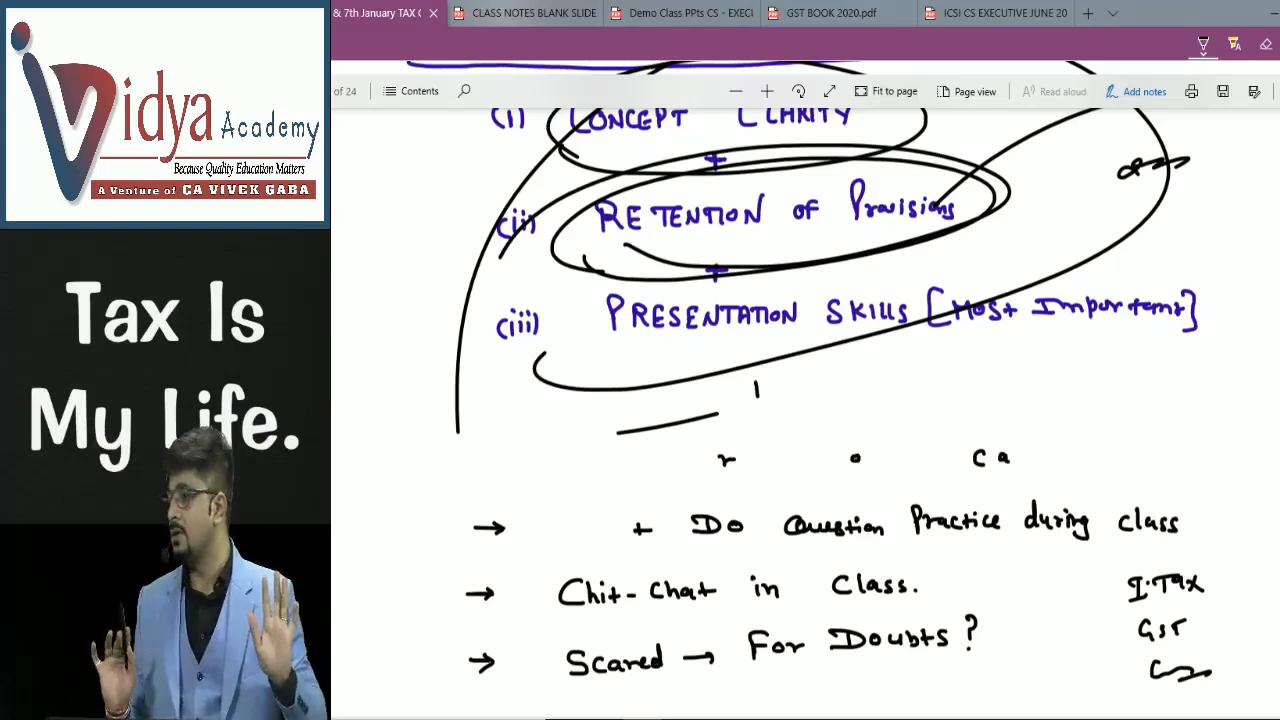 & 7th January TAX C
CLASS NOTES BLANK SLIDE
Demo Class PPts CS - EXECU
GST BOOK 2020.pdf
ICSI CS EXECUTIVE JUNE 20
of 24
Contents
Fit to page
Page view
Read aloud
Add notes
Vidya Academy
Because Quality Education Matters
A Venture of CA VIVEK GABA
Tax Is
My Life.
(i) CONCEPT CLARITY
+
(ii) RETENTION OF Provisions
+
(iii) PRESENTATION SKILLS [Most Important]
r o Ca
→ + Do Question Practice during class
→ Chit-Chat in Class.
→ Scared → For Doubts?
I.Tax
GST